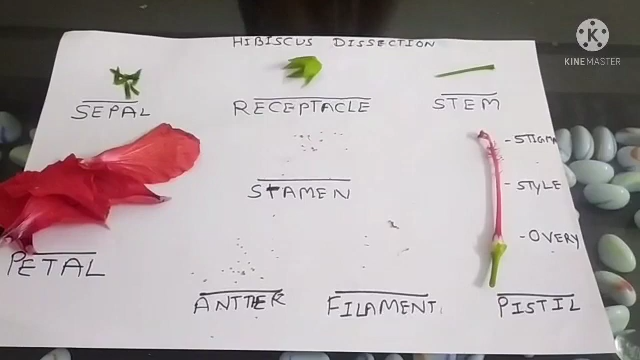 HIBISCUS DISSECTION
KINEMASTER
SEPAL
RECEPTACLE
STEM
- STIGMA
STAMEN
- STYLE
- OVERY
PETAL
ANTHER
FILAMENT
PISTIL